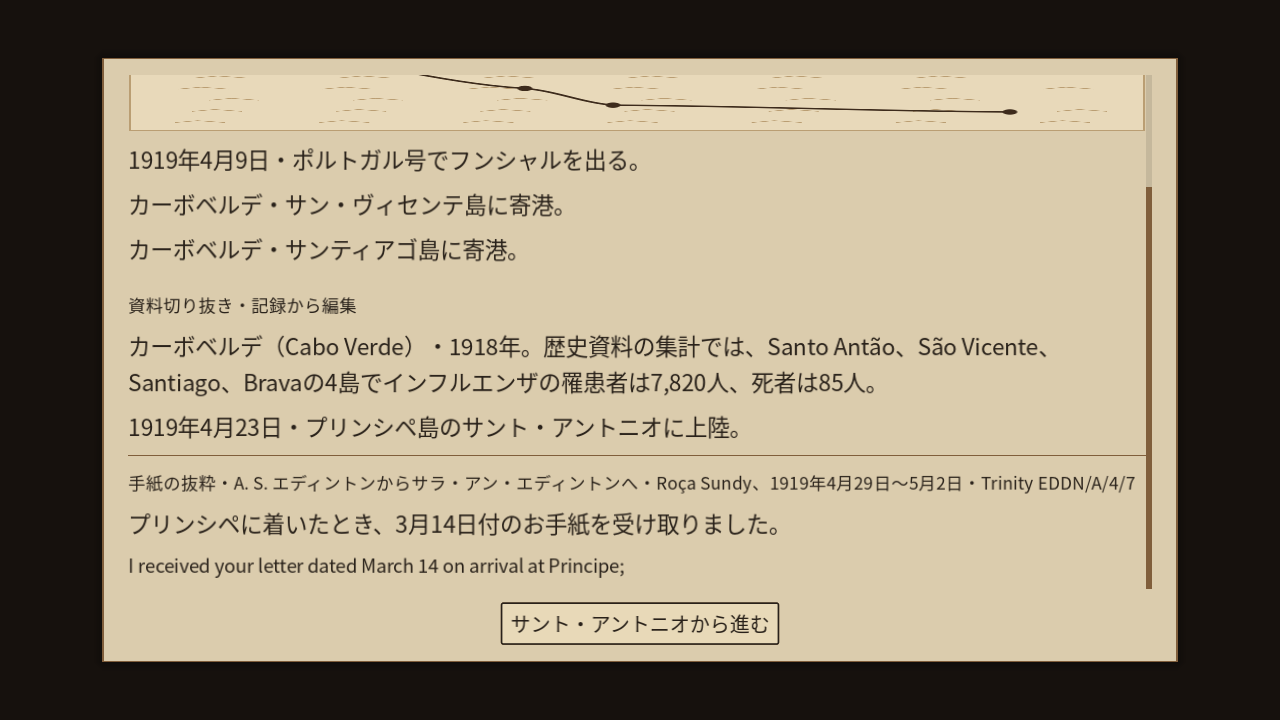 1919年4月9日・ポルトガル号でフンシャルを出る。
カーボベルデ・サン・ヴィセンテ島に寄港。
カーボベルデ・サンティアゴ島に寄港。
資料切り抜き・記録から編集
カーボベルデ（Cabo Verde）・1918年。歴史資料の集計では、Santo Antão、São Vicente、
Santiago、Bravaの4島でインフルエンザの罹患者は7,820人、死者は85人。
1919年4月23日・プリンシペ島のサント・アントニオに上陸。
手紙の抜粋・A. S. エディントンからサラ・アン・エディントンへ・Roça Sundy、1919年4月29日～5月2日・Trinity EDDN/A/4/7
プリンシペに着いたとき、3月14日付のお手紙を受け取りました。
I received your letter dated March 14 on arrival at Principe;
サント・アントニオから進む